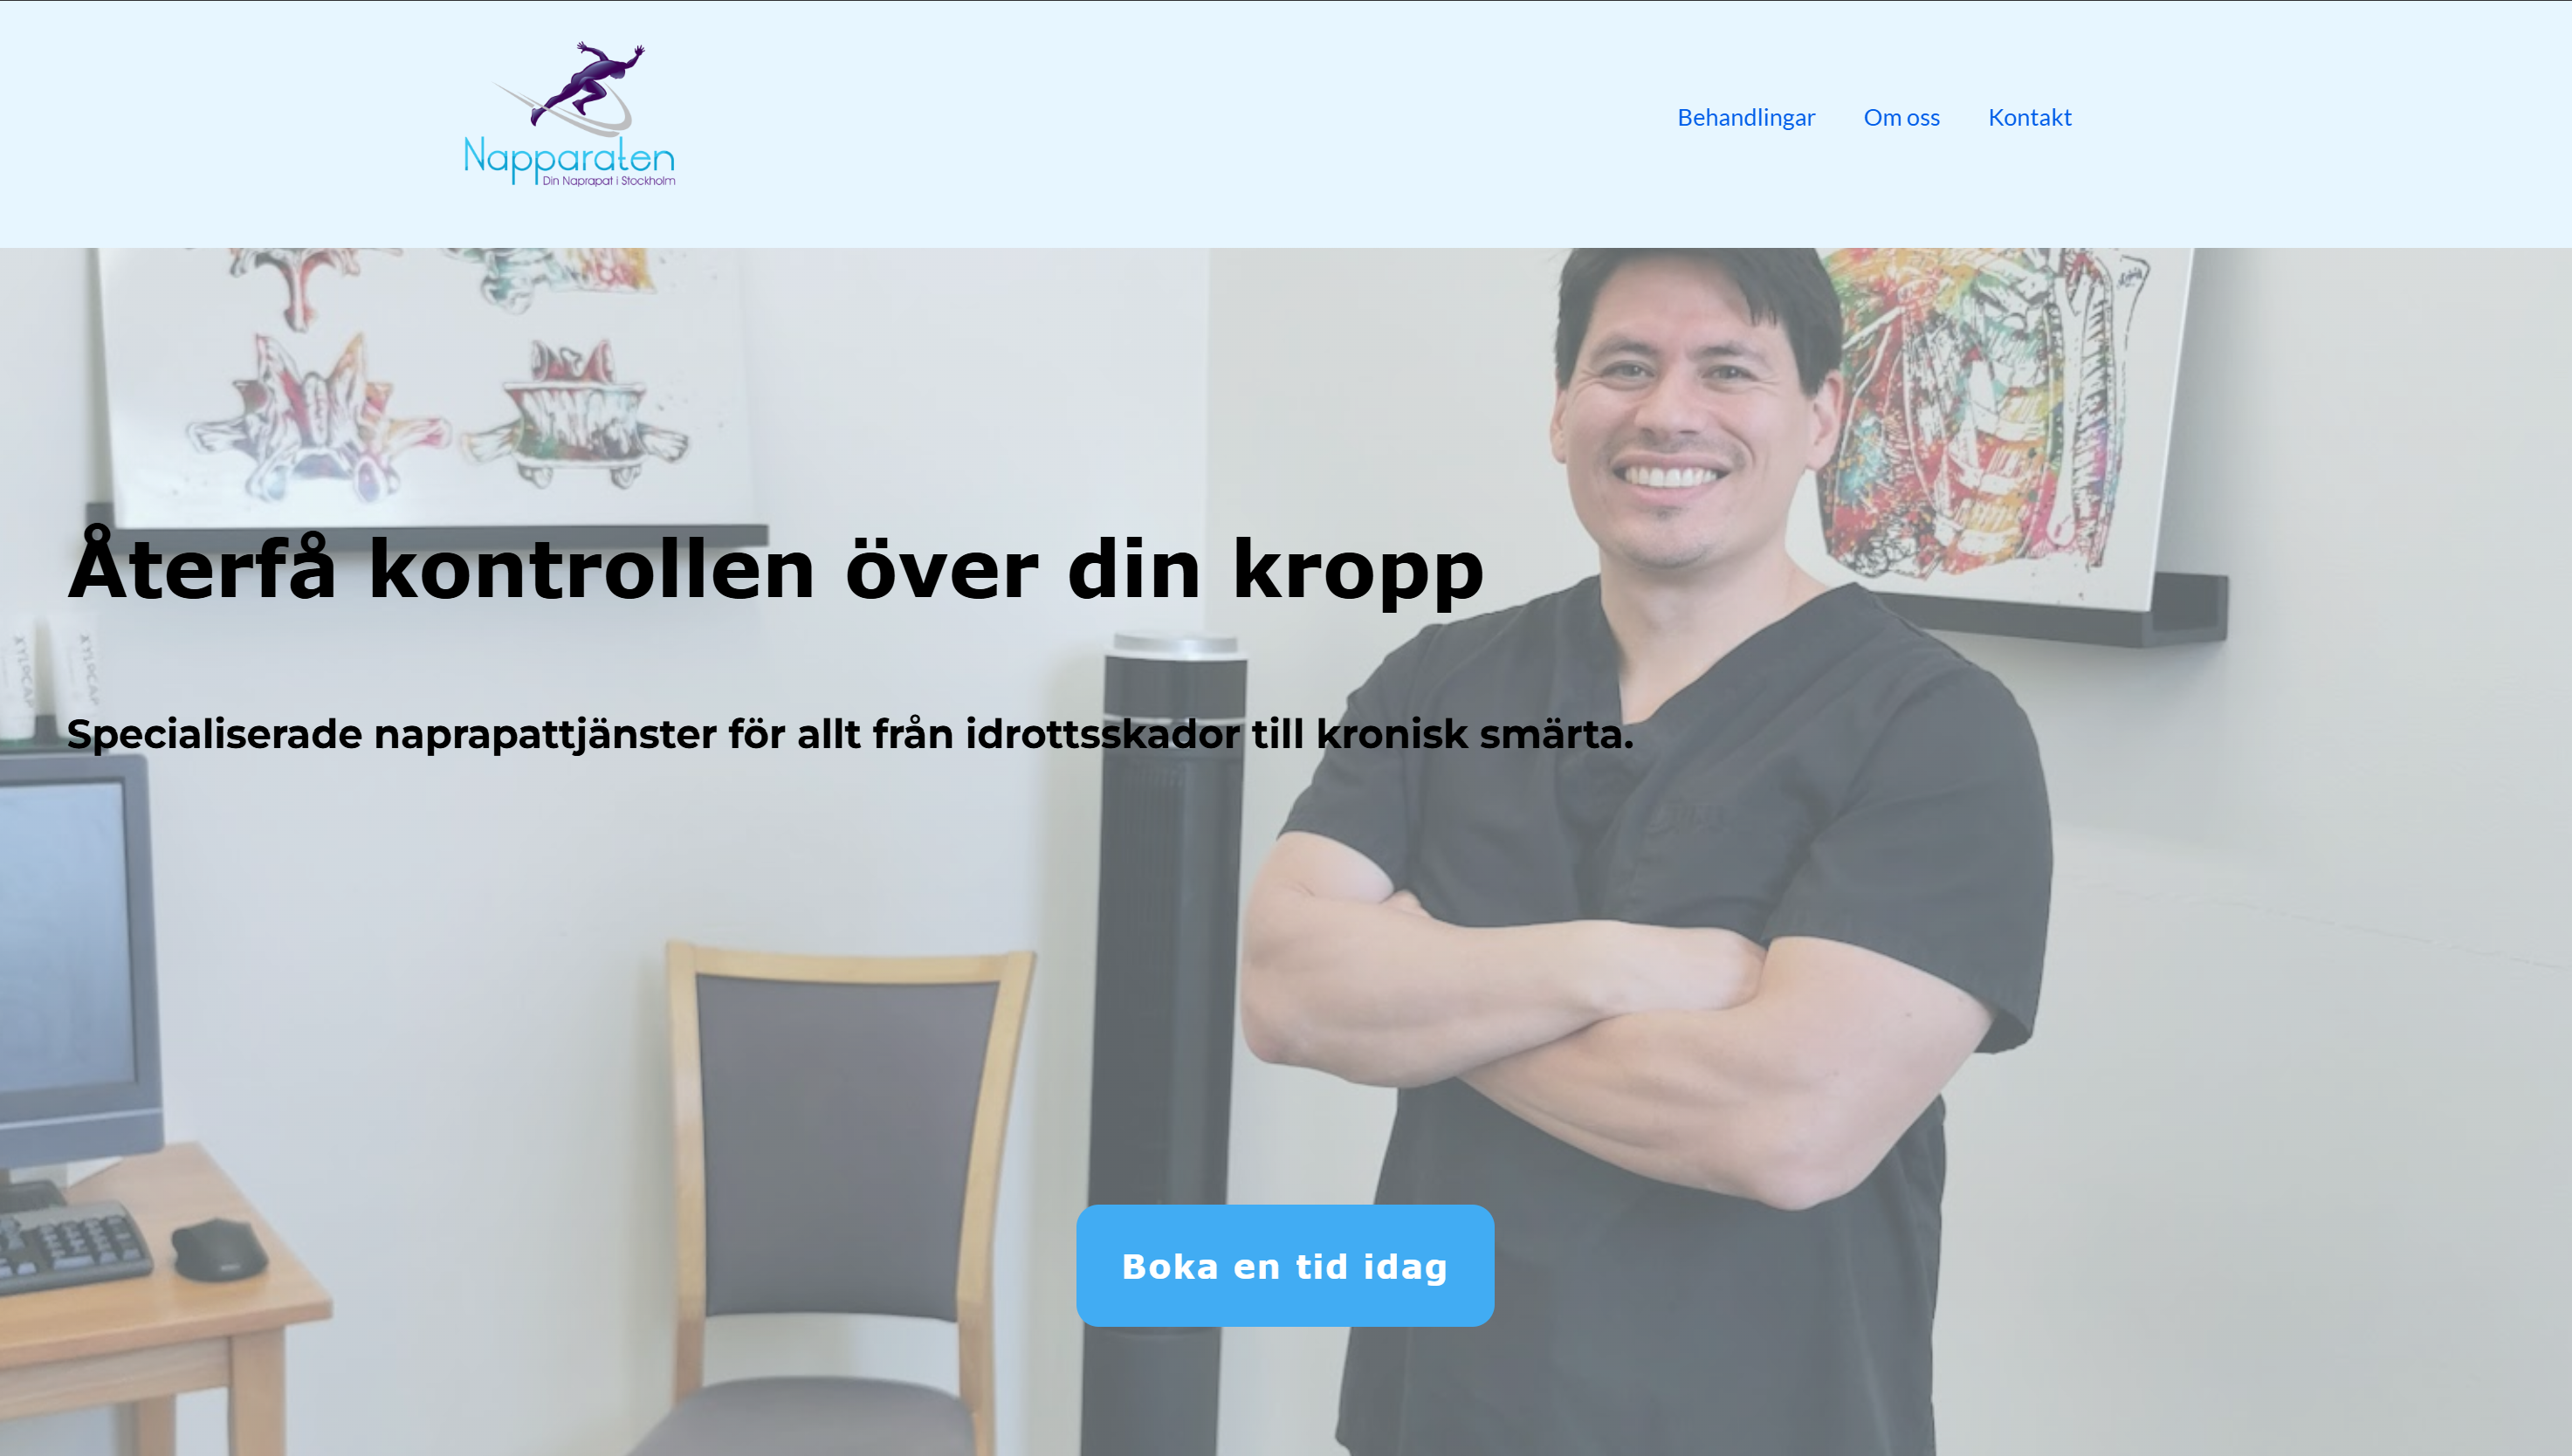 Napparaten
Din Naprapat i Stockholm
Behandlingar Om oss Kontakt
Återfå kontrollen över din kropp
Specialiserade naprapattjänster för allt från idrottsskador till kronisk smärta.
Boka en tid idag